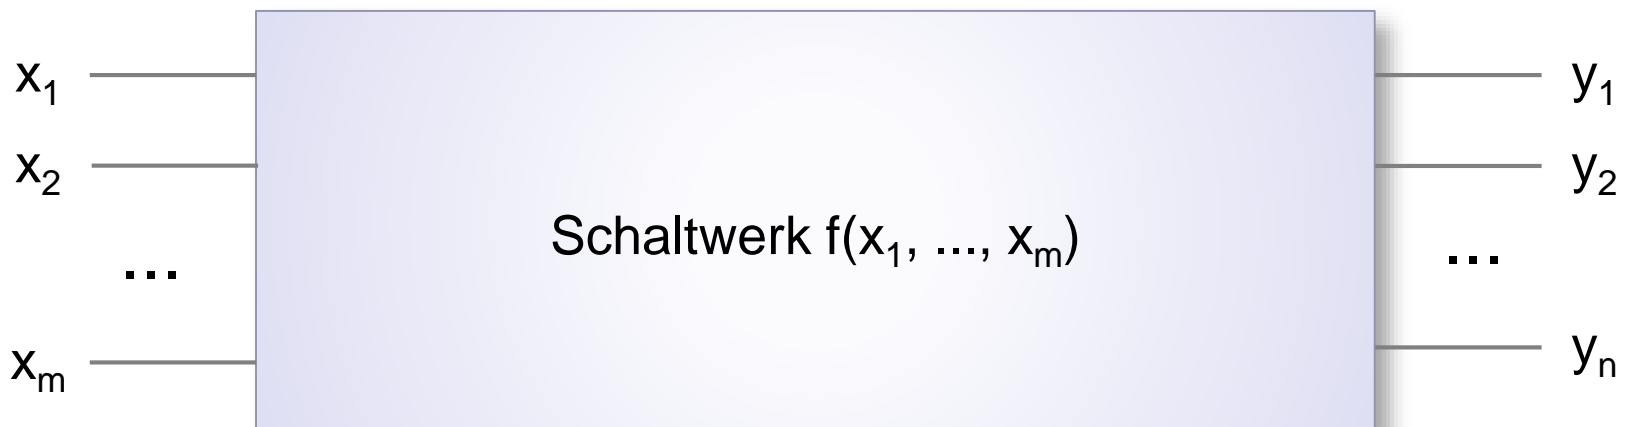 x₁
y₁
x₂
y₂
Schaltwerk f(x₁, ..., xₘ)
...
...
xₘ
yₙ